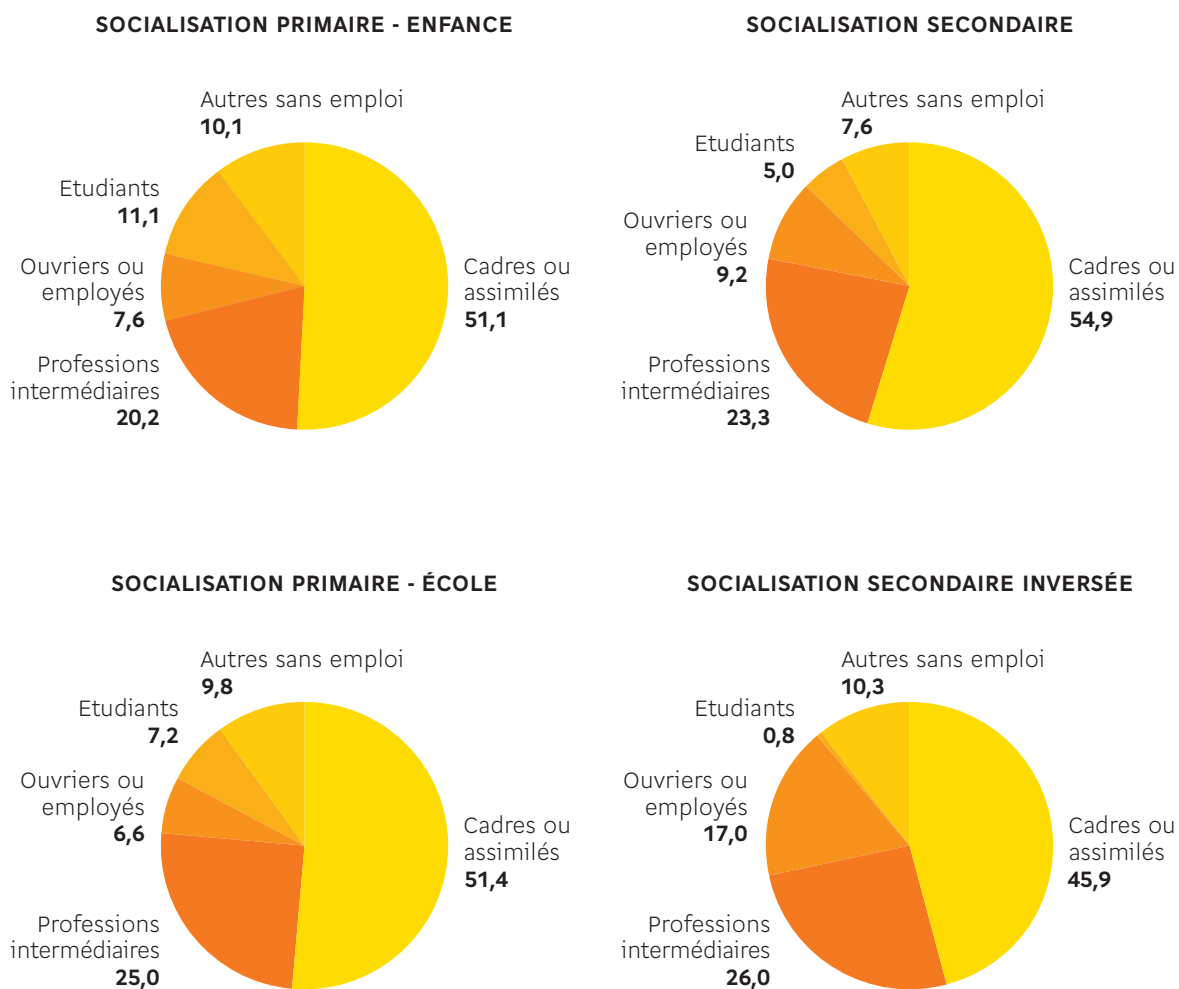 SOCIALISATION PRIMAIRE - ENFANCE
Autres sans emploi
10,1
Etudiants
11,1
Ouvriers ou
employés
7,6
Professions
intermédiaires
20,2
Cadres ou
assimilés
51,1
SOCIALISATION SECONDAIRE
Autres sans emploi
7,6
Etudiants
5,0
Ouvriers ou
employés
9,2
Professions
intermédiaires
23,3
Cadres ou
assimilés
54,9
SOCIALISATION PRIMAIRE - ÉCOLE
Autres sans emploi
9,8
Etudiants
7,2
Ouvriers ou
employés
6,6
Professions
intermédiaires
25,0
Cadres ou
assimilés
51,4
SOCIALISATION SECONDAIRE INVERSÉE
Autres sans emploi
10,3
Etudiants
0,8
Ouvriers ou
employés
17,0
Professions
intermédiaires
26,0
Cadres ou
assimilés
45,9